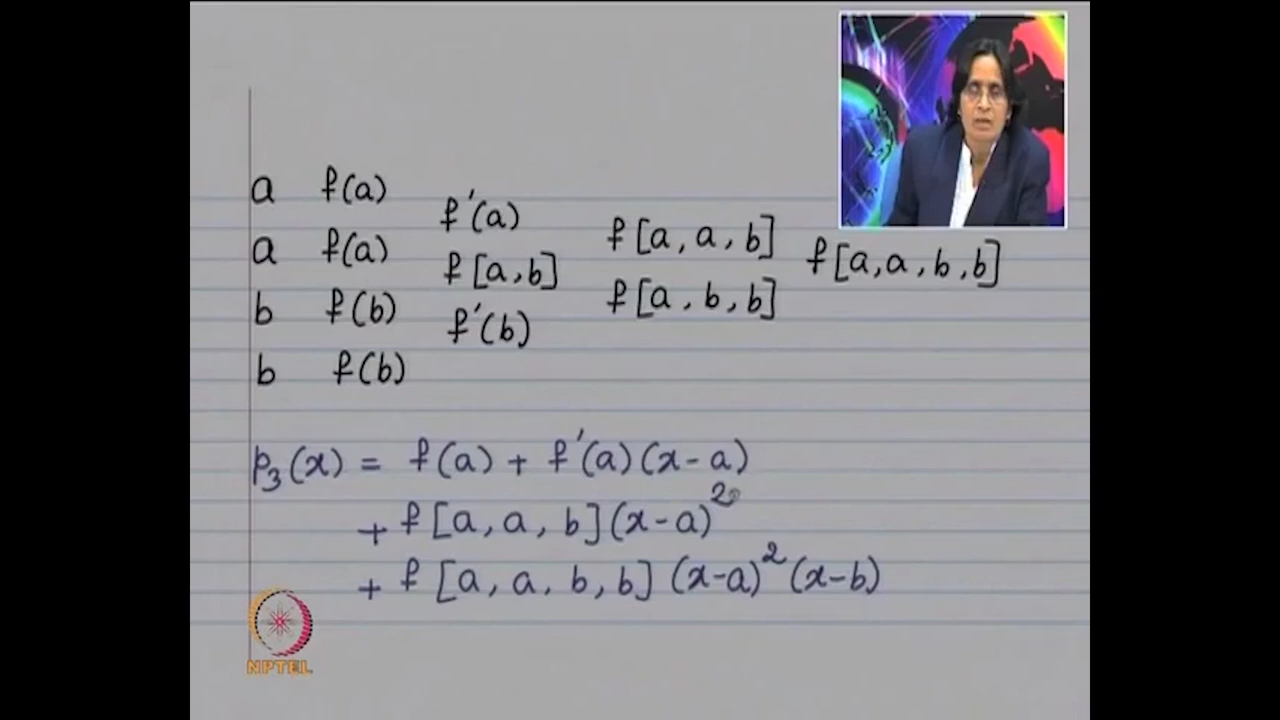 a f(a)
f'(a)
a f(a) f[a, a, b]
f[a, b] f[a, a, b, b]
b f(b) f[a, b, b]
f'(b)
b f(b)
p₃(x) = f(a) + f'(a)(x-a)
+ f[a, a, b](x-a)²
+ f[a, a, b, b](x-a)²(x-b)
NPTEL